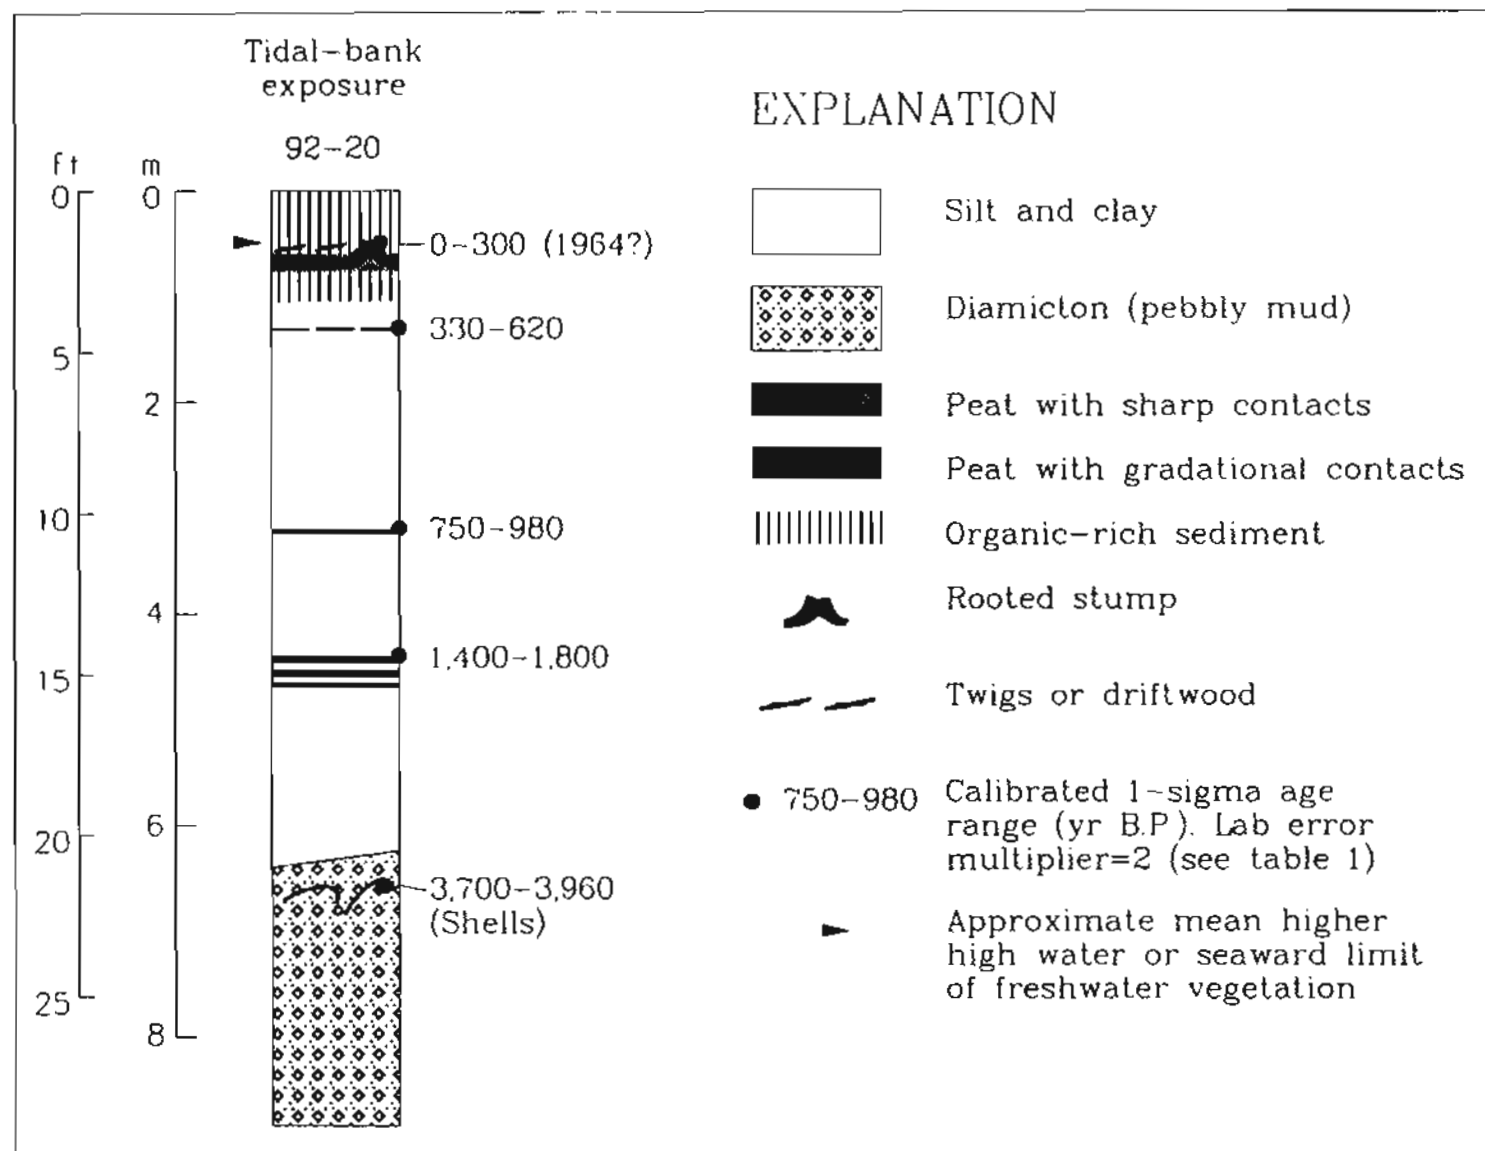 Tidal-bank
exposure
92-20
ft
m
0
5
10
15
20
25
0
2
4
6
8
0-300 (1964?)
330-620
750-980
1,400-1,800
3,700-3,960
(Shells)
EXPLANATION
Silt and clay
Diamicton (pebbly mud)
Peat with sharp contacts
Peat with gradational contacts
Organic-rich sediment
Rooted stump
Twigs or driftwood
750-980
Calibrated 1-sigma age
range (yr B.P). Lab error
multiplier=2 (see table 1)
Approximate mean higher
high water or seaward limit
of freshwater vegetation